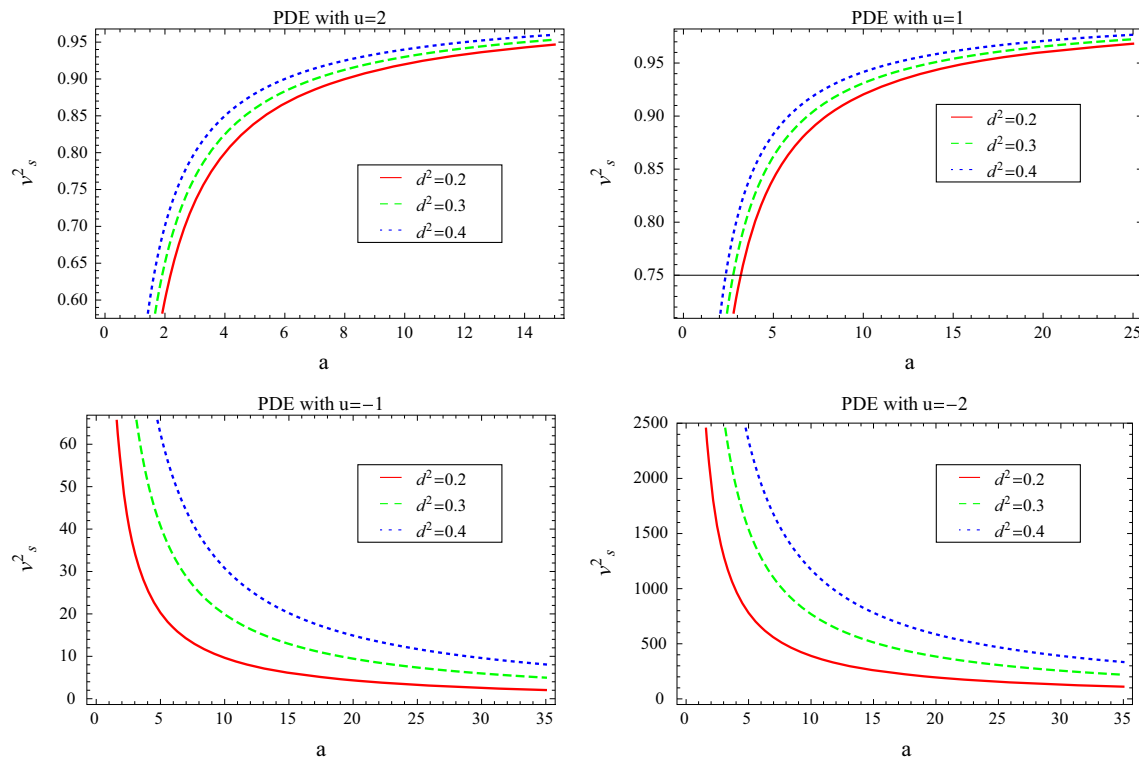 PDE with u=2
0.95
0.90
0.85
0.80
0.75
0.70
0.65
0.60
v²ₛ
d²=0.2
d²=0.3
d²=0.4
0 2 4 6 8 10 12 14
a
PDE with u=1
0.95
0.90
0.85
0.80
0.75
v²ₛ
d²=0.2
d²=0.3
d²=0.4
0 5 10 15 20 25
a
PDE with u=−1
60
50
40
30
20
10
0
v²ₛ
d²=0.2
d²=0.3
d²=0.4
0 5 10 15 20 25 30 35
a
PDE with u=−2
2500
2000
1500
1000
500
0
v²ₛ
d²=0.2
d²=0.3
d²=0.4
0 5 10 15 20 25 30 35
a